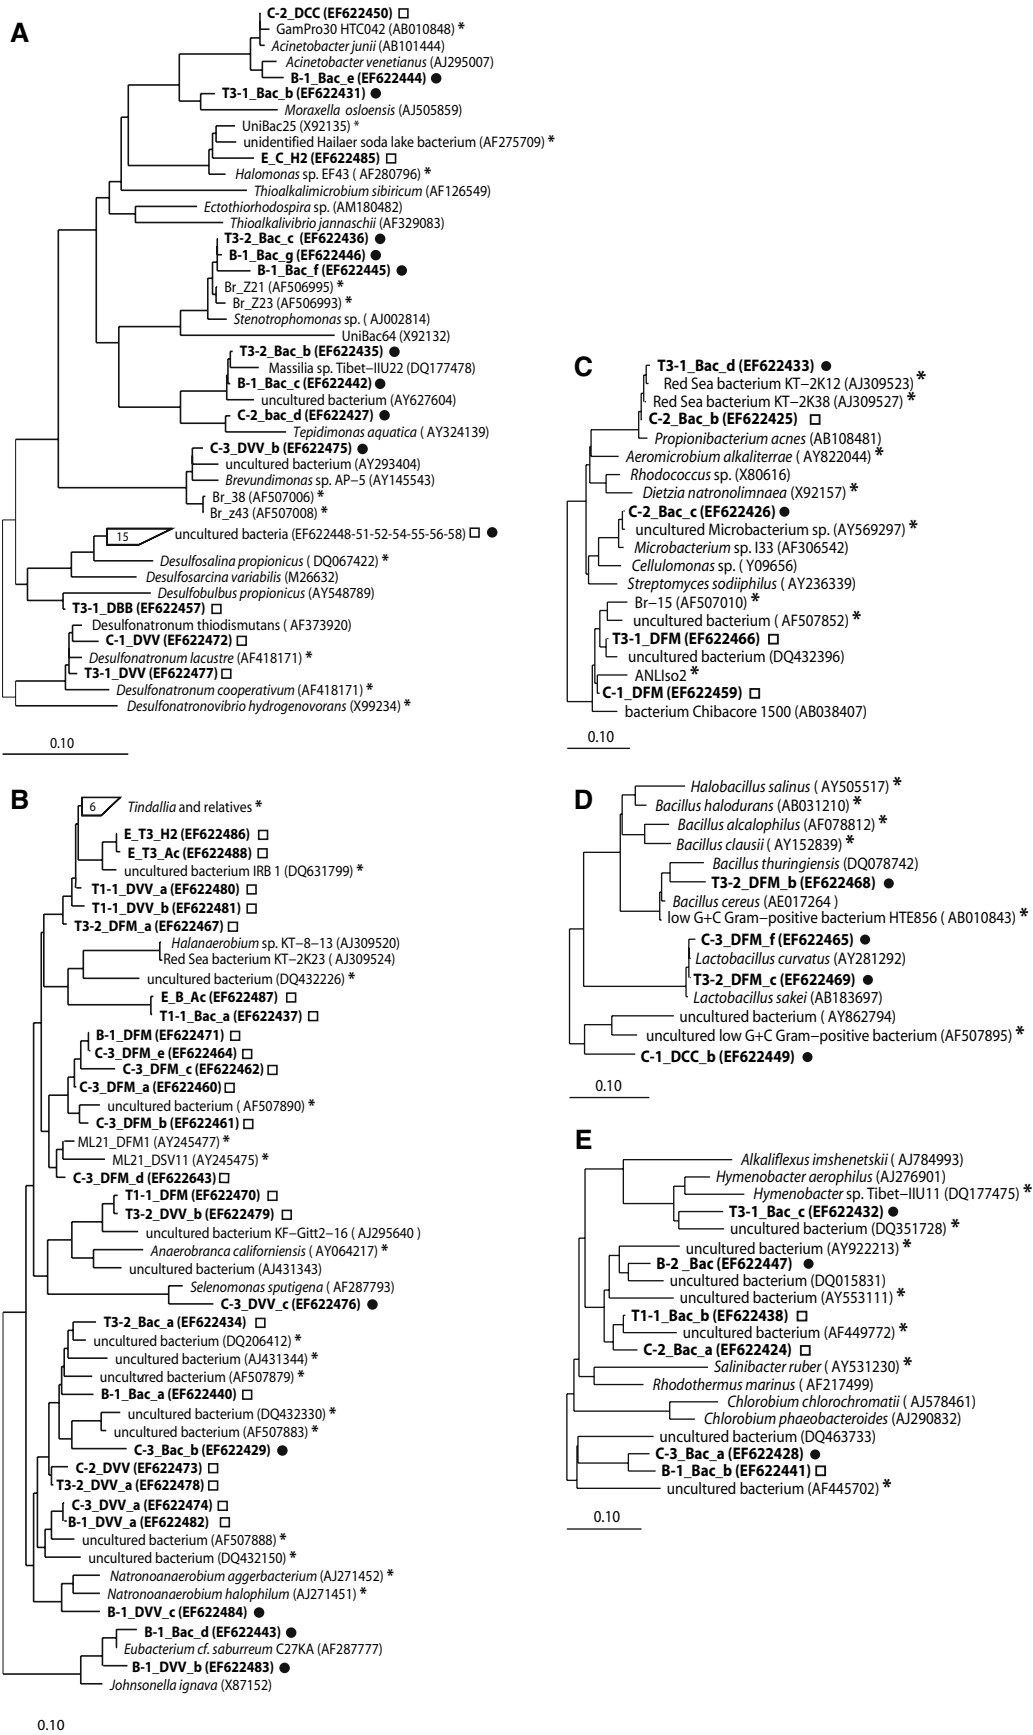 A
C-2_DCC (EF622450) □
GamPro30 HTC042 (AB010848) *
Acinetobacter junii (AB101444)
Acinetobacter venetianus (AJ295007)
B-1_Bac_e (EF622444) ●
T3-1_Bac_b (EF622431) ●
Moraxella osloensis (AJ505859)
UniBac25 (X92135) *
unidentified Hailaer soda lake bacterium (AF275709) *
E_C_H2 (EF622485) □
Halomonas sp. EF43 ( AF280796) *
Thioalkalimicrobium sibiricum (AF126549)
Ectothiorhodospira sp. (AM180482)
Thioalkalivibrio jannaschii (AF329083)
T3-2_Bac_c (EF622436) ●
B-1_Bac_g (EF622446) ●
B-1_Bac_f (EF622445) ●
Br_Z21 (AF506995) *
Br_Z23 (AF506993) *
Stenotrophomonas sp. ( AJ002814)
UniBac64 (X92132)
T3-2_Bac_b (EF622435) ●
Massilia sp. Tibet−IIU22 (DQ177478)
B-1_Bac_c (EF622442) ●
uncultured bacterium (AY627604)
C-2_bac_d (EF622427) ●
Tepidimonas aquatica ( AY324139)
C-3_DVV_b (EF622475) ●
uncultured bacterium (AY293404)
Brevundimonas sp. AP−5 (AY145543)
Br_38 (AF507006) *
Br_z43 (AF507008) *
15 uncultured bacteria (EF622448-51-52-54-55-56-58) □ ●
Desulfosalina propionicus ( DQ067422) *
Desulfosarcina variabilis (M26632)
Desulfobulbus propionicus (AY548789)
T3-1_DBB (EF622457) □
Desulfonatronum thiodismutans ( AF373920)
C-1_DVV (EF622472) □
Desulfonatronum lacustre (AF418171) *
T3-1_DVV (EF622477) □
Desulfonatronum cooperativum (AF418171) *
Desulfonatronovibrio hydrogenovorans (X99234) *
0.10
B
6 Tindallia and relatives *
E_T3_H2 (EF622486) □
E_T3_Ac (EF622488) □
uncultured bacterium IRB 1 (DQ631799) *
T1-1_DVV_a (EF622480) □
T1-1_DVV_b (EF622481) □
T3-2_DFM_a (EF622467) □
Halanaerobium sp. KT−8−13 (AJ309520)
Red Sea bacterium KT−2K23 ( AJ309524)
uncultured bacterium (DQ432226) *
E_B_Ac (EF622487) □
T1-1_Bac_a (EF622437) □
B-1_DFM (EF622471) □
C-3_DFM_e (EF622464) □
C-3_DFM_c (EF622462) □
C-3_DFM_a (EF622460) □
uncultured bacterium ( AF507890) *
C-3_DFM_b (EF622461) □
ML21_DFM1 (AY245477) *
ML21_DSV11 (AY245475) *
C-3_DFM_d (EF622643) □
T1-1_DFM (EF622470) □
T3-2_DVV_b (EF622479) □
uncultured bacterium KF−Gitt2−16 ( AJ295640 )
Anaerobranca californiensis ( AY064217) *
uncultured bacterium (AJ431343)
Selenomonas sputigena ( AF287793)
C-3_DVV_c (EF622476) ●
T3-2_Bac_a (EF622434) □
uncultured bacterium (DQ206412) *
uncultured bacterium (AJ431344) *
uncultured bacterium (AF507879) *
B-1_Bac_a (EF622440) □
uncultured bacterium (DQ432330) *
uncultured bacterium (AF507883) *
C-3_Bac_b (EF622429) ●
C-2_DVV (EF622473) □
T3-2_DVV_a (EF622478) □
C-3_DVV_a (EF622474) □
B-1_DVV_a (EF622482) □
uncultured bacterium (AF507888) *
uncultured bacterium (DQ432150) *
Natronoanaerobium aggerbacterium (AJ271452) *
Natronoanaerobium halophilum (AJ271451) *
B-1_DVV_c (EF622484) ●
B-1_Bac_d (EF622443) ●
Eubacterium cf. saburreum C27KA (AF287777)
B-1_DVV_b (EF622483) ●
Johnsonella ignava (X87152)
0.10
C
T3-1_Bac_d (EF622433) ●
Red Sea bacterium KT−2K12 (AJ309523) *
Red Sea bacterium KT−2K38 (AJ309527) *
C-2_Bac_b (EF622425) □
Propionibacterium acnes (AB108481)
Aeromicrobium alkaliterrae ( AY822044) *
Rhodococcus sp. (X80616)
Dietzia natronolimnaea (X92157) *
C-2_Bac_c (EF622426) ●
uncultured Microbacterium sp. (AY569297) *
Microbacterium sp. I33 (AF306542)
Cellulomonas sp. ( Y09656)
Streptomyces sodiiphilus ( AY236339)
Br−15 (AF507010) *
uncultured bacterium ( AF507852) *
T3-1_DFM (EF622466) □
uncultured bacterium (DQ432396)
ANLIso2 *
C-1_DFM (EF622459) □
bacterium Chibacore 1500 (AB038407)
0.10
D
Halobacillus salinus ( AY505517) *
Bacillus halodurans (AB031210) *
Bacillus alcalophilus (AF078812) *
Bacillus clausii ( AY152839) *
Bacillus thuringiensis (DQ078742)
T3-2_DFM_b (EF622468) ●
Bacillus cereus (AE017264 )
low G+C Gram−positive bacterium HTE856 ( AB010843) *
C-3_DFM_f (EF622465) ●
Lactobacillus curvatus (AY281292)
T3-2_DFM_c (EF622469) ●
Lactobacillus sakei (AB183697)
uncultured bacterium ( AY862794)
uncultured low G+C Gram−positive bacterium (AF507895) *
C-1_DCC_b (EF622449) ●
0.10
E
Alkaliflexus imshenetskii ( AJ784993)
Hymenobacter aerophilus (AJ276901)
Hymenobacter sp. Tibet−IIU11 (DQ177475) *
T3-1_Bac_c (EF622432) ●
uncultured bacterium (DQ351728) *
uncultured bacterium (AY922213) *
B-2 _Bac (EF622447) ●
uncultured bacterium (DQ015831)
uncultured bacterium (AY553111) *
T1-1_Bac_b (EF622438) □
uncultured bacterium (AF449772) *
C-2_Bac_a (EF622424) □
Salinibacter ruber ( AY531230) *
Rhodothermus marinus ( AF217499)
Chlorobium chlorochromatii ( AJ578461)
Chlorobium phaeobacteroides (AJ290832)
uncultured bacterium (DQ463733)
C-3_Bac_a (EF622428) ●
B-1_Bac_b (EF622441) □
uncultured bacterium (AF445702) *
0.10